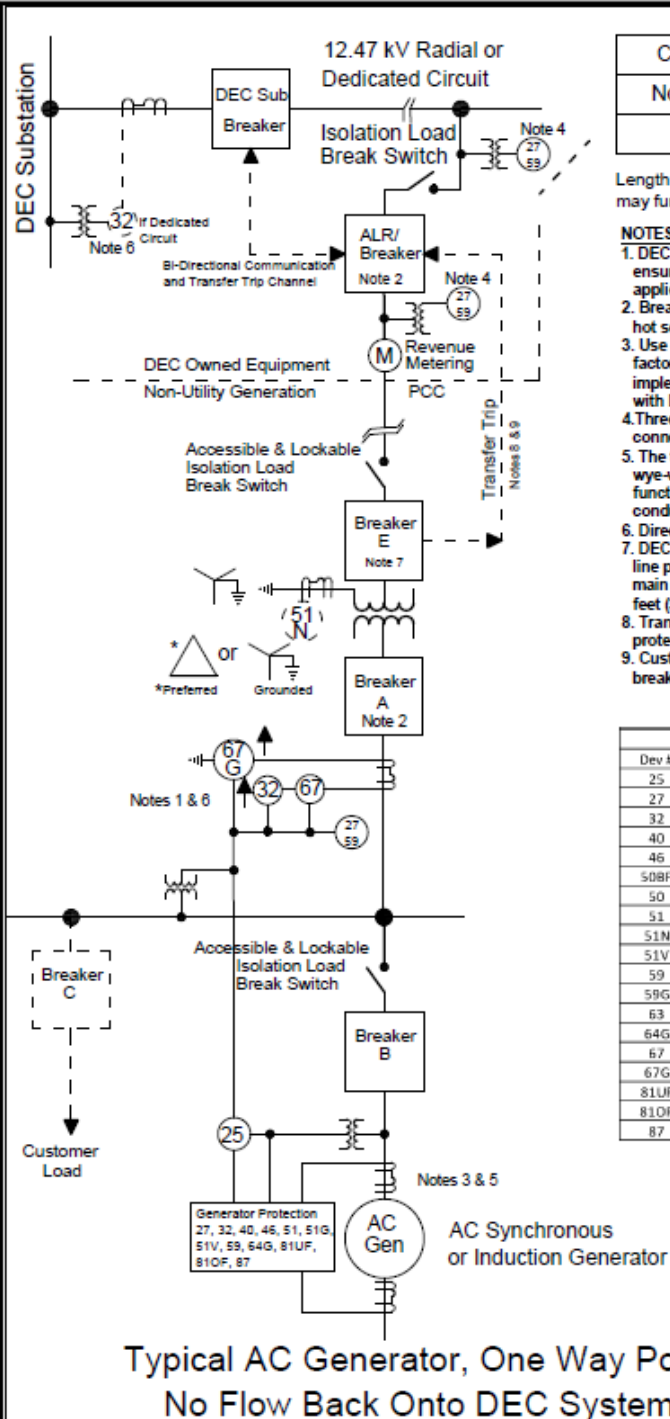 DEC Substation
12.47 kV Radial or
Dedicated Circuit
DEC Sub
Breaker
Isolation Load
Break Switch
Note 4
27
59
32
If Dedicated
Circuit
Note 6
Bi-Directional Communication
and Transfer Trip Channel
ALR/
Breaker
Note 2
Note 4
27
59
M
Revenue
Metering
DEC Owned Equipment
Non-Utility Generation
PCC
Transfer Trip
Notes 8 & 9
Accessible & Lockable
Isolation Load
Break Switch
Breaker
E
Note 7
51
N
*
or
*Preferred
Grounded
Breaker
A
Note 2
67
G
32
67
27
59
Notes 1 & 6
Breaker
C
Customer
Load
Accessible & Lockable
Isolation Load
Break Switch
Breaker
B
25
Notes 3 & 5
Generator Protection
27, 32, 40, 46, 51, 51G,
51V, 59, 64G, 81UF,
81OF, 87
AC
Gen
AC Synchronous
or Induction Generator
Typical AC Generator, One Way Po
No Flow Back Onto DEC System
C
No
Length
may fur
NOTES
1. DEC
ensur
applic
2. Brea
hot s
3. Use
facto
imple
with
4.Three
conn
5. The
wye-
funct
cond
6. Direc
7. DEC
line p
main
feet (
8. Tran
prote
9. Cust
break
Dev #
25
27
32
40
46
50BF
50
51
51N
51V
59
59G
63
64G
67
67G
81UF
81OF
87